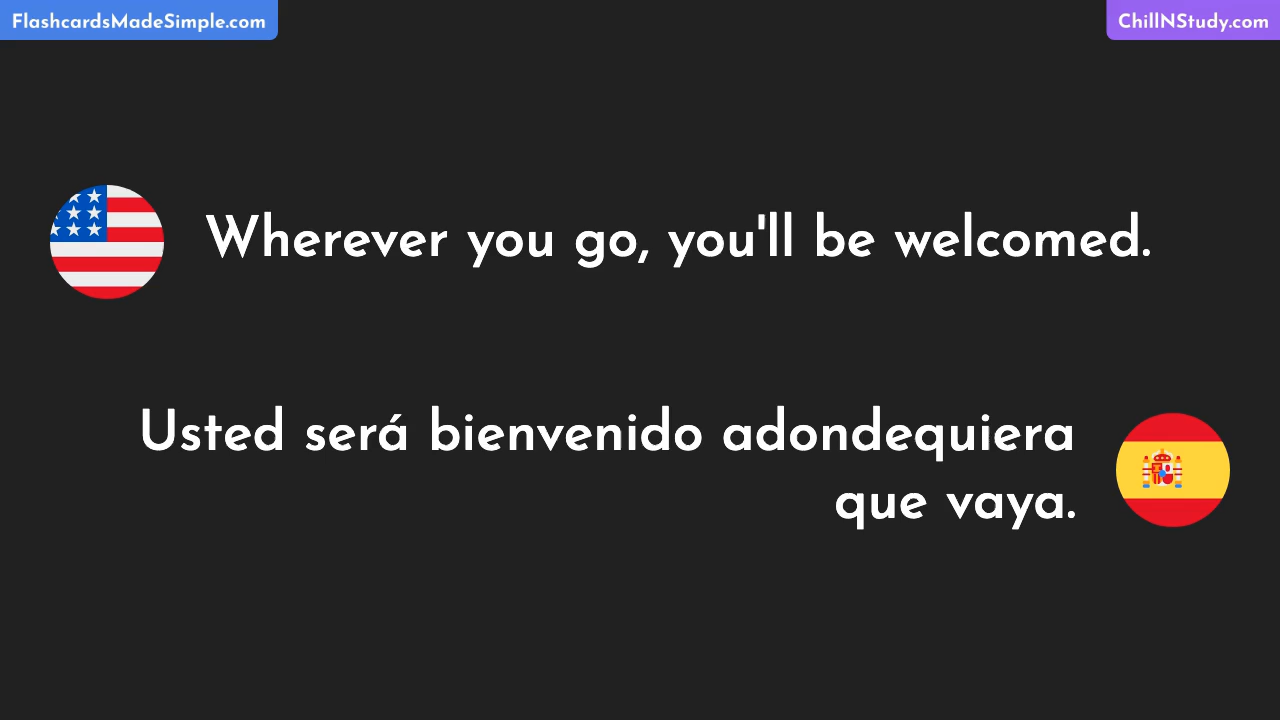 FlashcardsMadeSimple.com
ChillNStudy.com
Wherever you go, you'll be welcomed.
Usted será bienvenido adondequiera
que vaya.